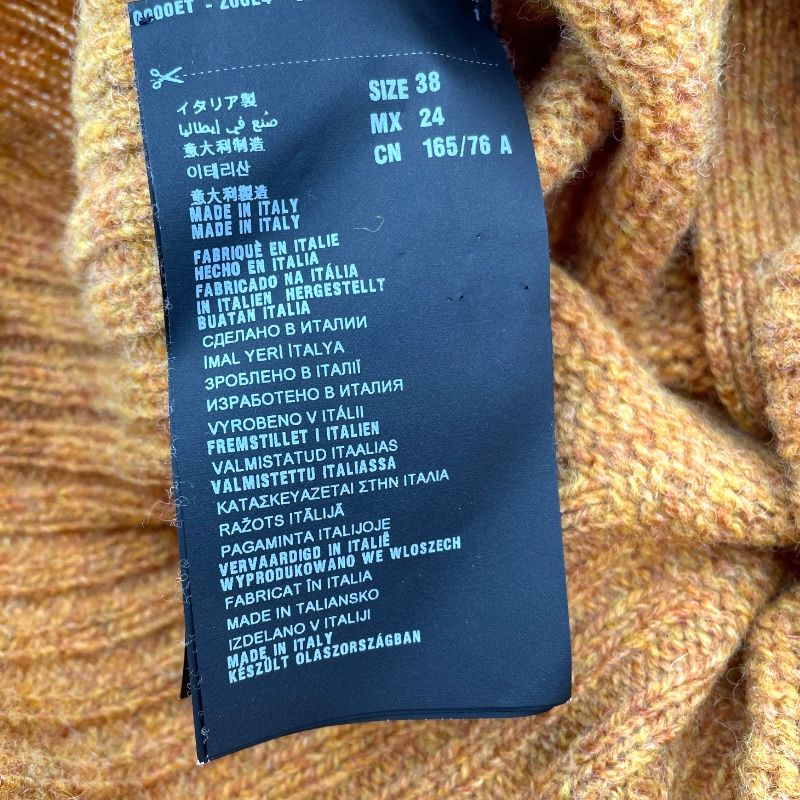 SIZE 38
MX 24
CN 165/76 A
イタリア製
صنع في إيطاليا
意大利制造
이태리산
意大利製造
MADE IN ITALY
MADE IN ITALY
FABRIQUÈ EN ITALIE
HECHO EN ITALIA
FABRICADO NA ITÁLIA
IN ITALIEN HERGESTELLT
BUATAN ITALIA
СДЕЛАНО В ИТАЛИИ
IMAL YERİ İTALYA
ЗРОБЛЕНО В ІТАЛІЇ
ИЗРАБОТЕНО В ИТАЛИЯ
VYROBENO V ITÁLII
FREMSTILLET I ITALIEN
VALMISTATUD ITAALIAS
VALMISTETTU ITALIASSA
ΚΑΤΑΣΚΕΥΑΖΕΤΑΙ ΣΤΗΝ ΙΤΑΛΙΑ
RAŽOTS ITĀLIJĀ
PAGAMINTA ITALIJOJE
VERVAARDIGD IN ITALIË
WYPRODUKOWANO WE WLOSZECH
FABRICAT ÎN ITALIA
MADE IN TALIANSKO
IZDELANO V ITALIJI
MADE IN ITALY
KÉSZÜLT OLASZORSZÁGBAN